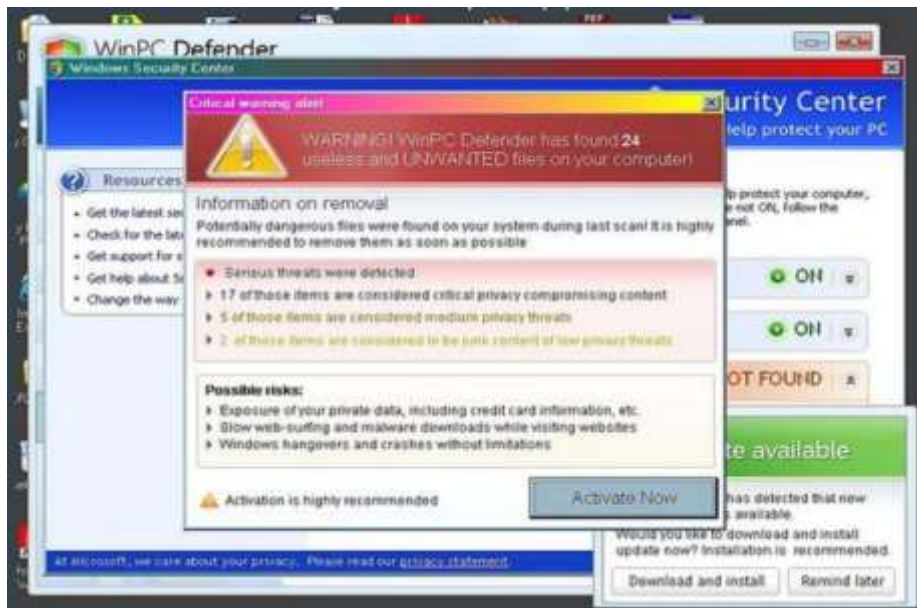 WinPC Defender
Windows Security Center
urity Center
Help protect your PC
Resources
Get the latest sec
Check for the late
Get support for s
Get help about Se
Change the way
p protect your computer,
e not ON, follow the
anel.
ON
ON
OT FOUND
Critical warning alert
WARNING! WinPC Defender has found 24
useless and UNWANTED files on your computer!
Information on removal
Potentially dangerous files were found on your system during last scan! It is highly
recommended to remove them as soon as possible
Serious threats were detected
17 of those items are considered critical privacy compromising content
5 of those items are considered medium privacy threats
2 of those items are considered to be junk content of low privacy threats
Possible risks:
Exposure of your private data, including credit card information, etc.
Slow web-surfing and malware downloads while visiting websites
Windows hangovers and crashes without limitations
Activation is highly recommended
Activate Now
te available
has detected that new
s available.
Would you like to download and install
update now? Installation is recommended.
Download and install
Remind later
At Microsoft, we care about your privacy. Please read our privacy statement.